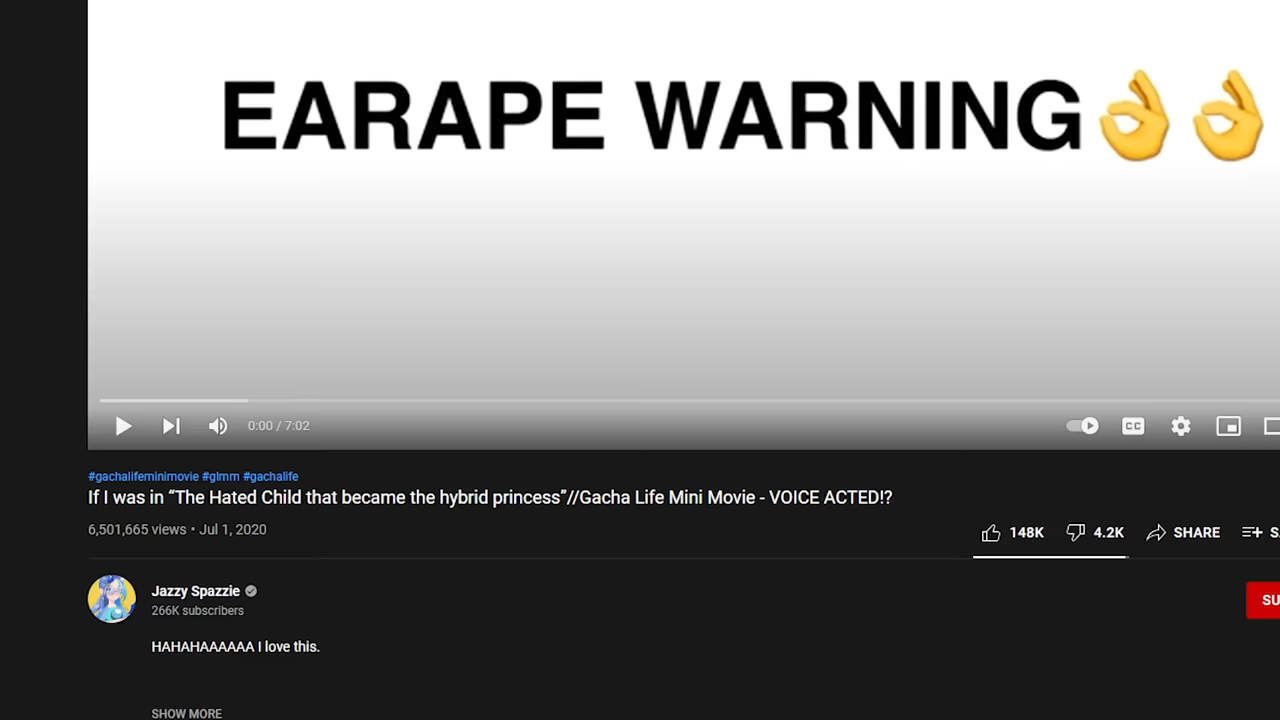 EARAPE WARNING👌👌
0:00 / 7:02
CC
#gachalifeminimovie #glmm #gachalife
If I was in “The Hated Child that became the hybrid princess”//Gacha Life Mini Movie - VOICE ACTED!?
6,501,665 views • Jul 1, 2020
148K 4.2K SHARE
Jazzy Spazzie
266K subscribers
HAHAHAAAAAA I love this.
SHOW MORE